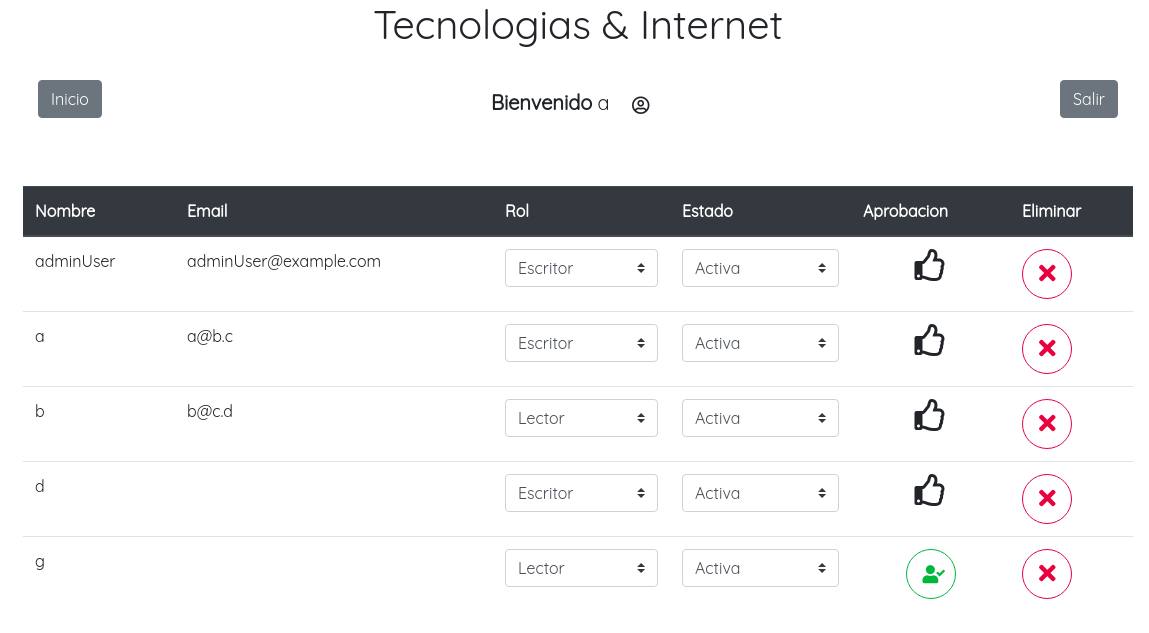 Tecnologias & Internet
Inicio
Bienvenido a
Salir
Nombre Email Rol Estado Aprobacion Eliminar
adminUser adminUser@example.com Escritor Activa
a a@b.c Escritor Activa
b b@c.d Lector Activa
d Escritor Activa
g Lector Activa